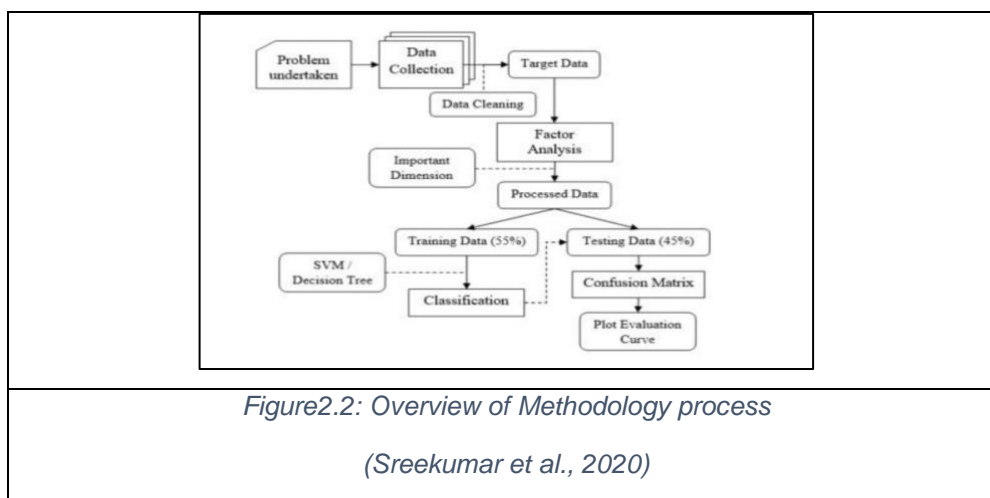 Problem
undertaken
Data
Collection
Target Data
Data Cleaning
Factor
Analysis
Important
Dimension
Processed Data
Training Data (55%)
Testing Data (45%)
SVM /
Decision Tree
Classification
Confusion Matrix
Plot Evaluation
Curve
Figure2.2: Overview of Methodology process
(Sreekumar et al., 2020)